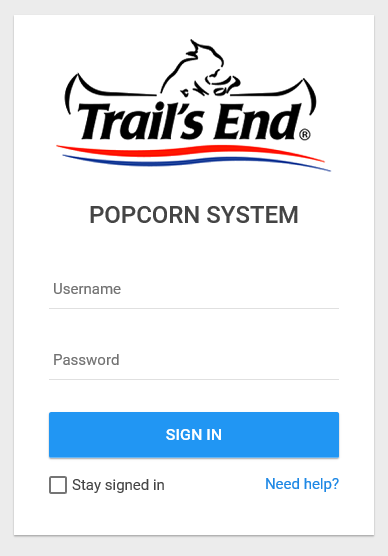 Trail's End®
POPCORN SYSTEM
Username
Password
SIGN IN
Stay signed in
Need help?